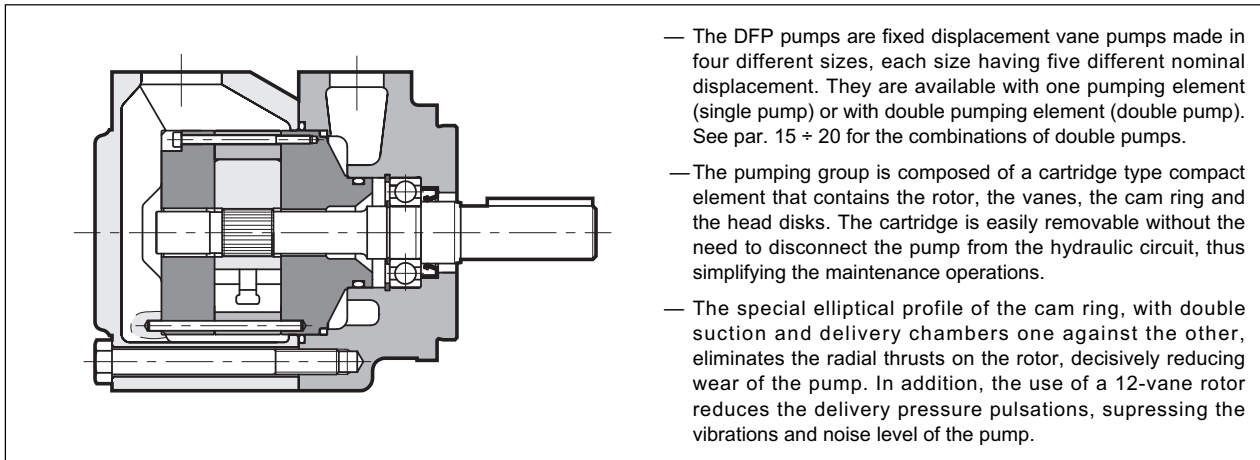 — The DFP pumps are fixed displacement vane pumps made in
four different sizes, each size having five different nominal
displacement. They are available with one pumping element
(single pump) or with double pumping element (double pump).
See par. 15 ÷ 20 for the combinations of double pumps.
— The pumping group is composed of a cartridge type compact
element that contains the rotor, the vanes, the cam ring and
the head disks. The cartridge is easily removable without the
need to disconnect the pump from the hydraulic circuit, thus
simplifying the maintenance operations.
— The special elliptical profile of the cam ring, with double
suction and delivery chambers one against the other,
eliminates the radial thrusts on the rotor, decisively reducing
wear of the pump. In addition, the use of a 12-vane rotor
reduces the delivery pressure pulsations, supressing the
vibrations and noise level of the pump.